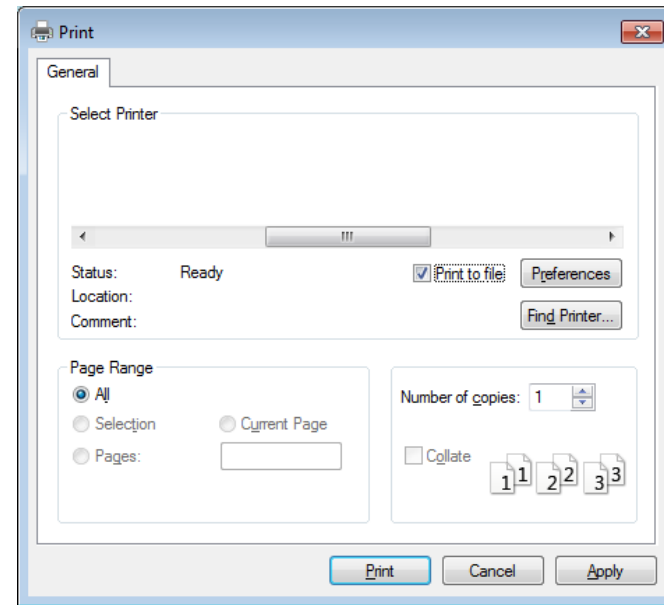 Print
General
Select Printer
Status: Ready
Print to file
Preferences
Location:
Comment:
Find Printer...
Page Range
All
Selection
Current Page
Pages:
Number of copies: 1
Collate
1 1 2 2 3 3
Print Cancel Apply